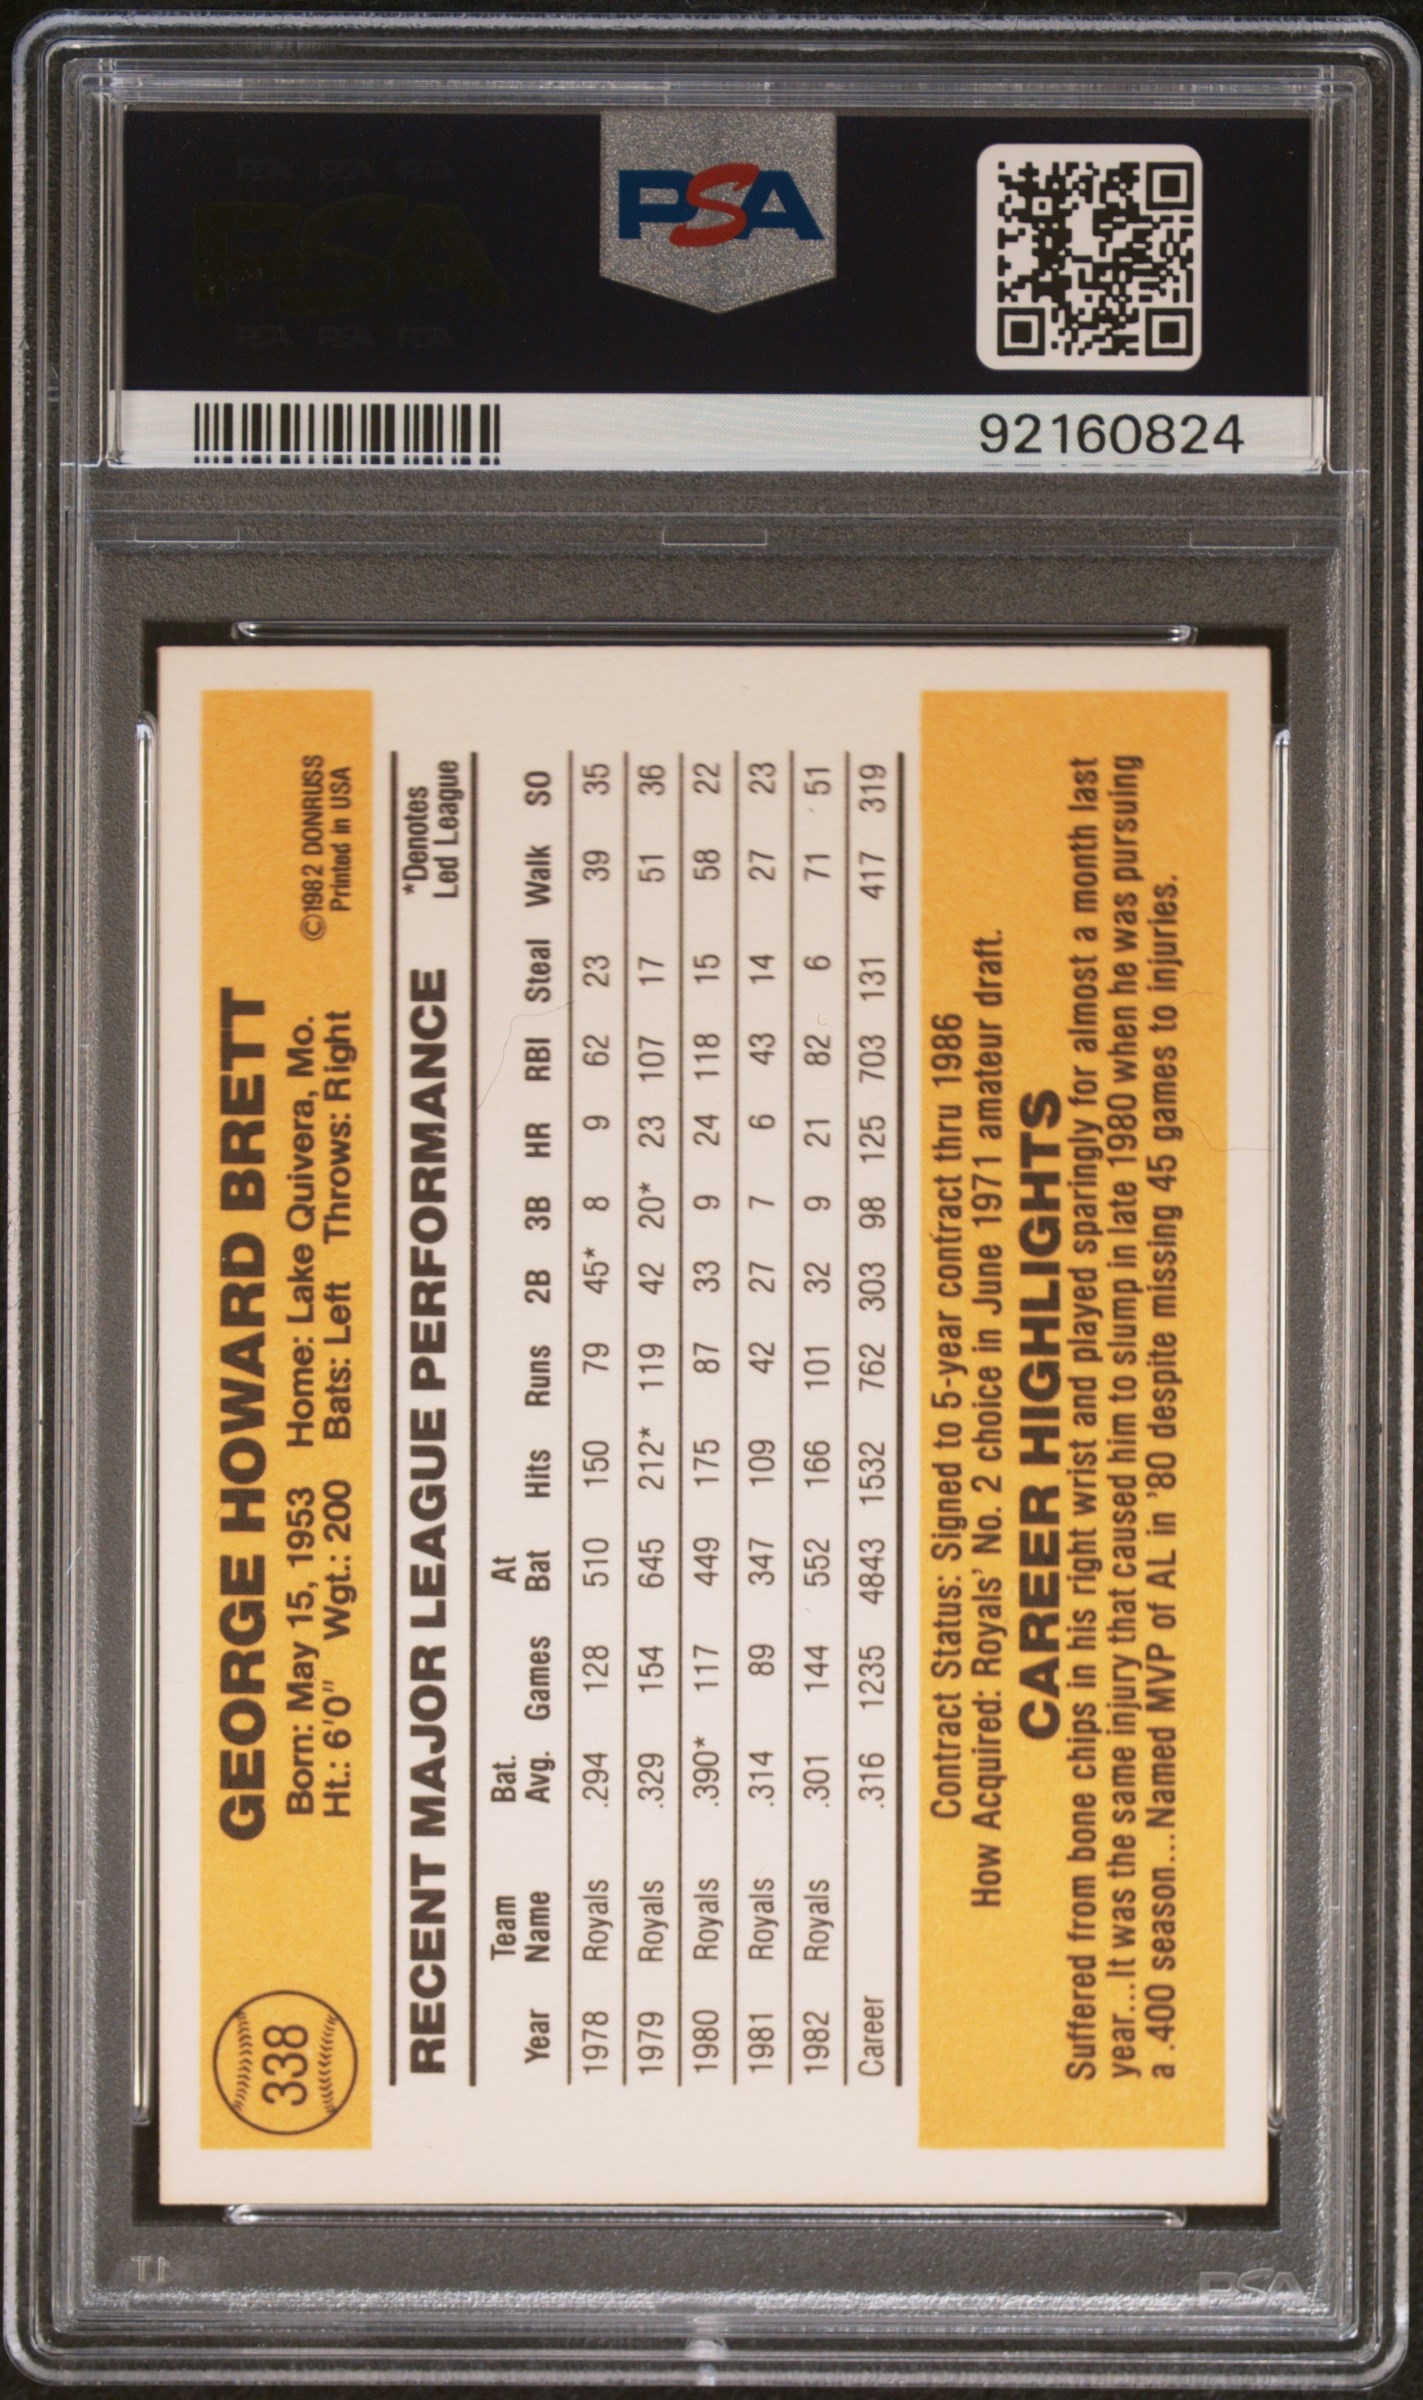 PSA PSA PSA
PSA
PSA PSA PSA
PSA
92160824
338
GEORGE HOWARD BRETT
Born: May 15, 1953 Home: Lake Quivera, Mo. ©1982 DONRUSS
Ht.: 6'0" Wgt.: 200 Bats: Left Throws: Right Printed in USA
RECENT MAJOR LEAGUE PERFORMANCE *Denotes Led League
Year Team Name Bat. Avg. Games At Bat Hits Runs 2B 3B HR RBI Steal Walk SO
1978 Royals .294 128 510 150 79 45* 8 9 62 23 39 35
1979 Royals .329 154 645 212* 119 42 20* 23 107 17 51 36
1980 Royals .390* 117 449 175 87 33 9 24 118 15 58 22
1981 Royals .314 89 347 109 42 27 7 6 43 14 27 23
1982 Royals .301 144 552 166 101 32 9 21 82 6 71 51
Career .316 1235 4843 1532 762 303 98 125 703 131 417 319
Contract Status: Signed to 5-year contract thru 1986
How Acquired: Royals' No. 2 choice in June 1971 amateur draft.
CAREER HIGHLIGHTS
Suffered from bone chips in his right wrist and played sparingly for almost a month last
year...It was the same injury that caused him to slump in late 1980 when he was pursuing
a .400 season...Named MVP of AL in '80 despite missing 45 games to injuries.
PSA